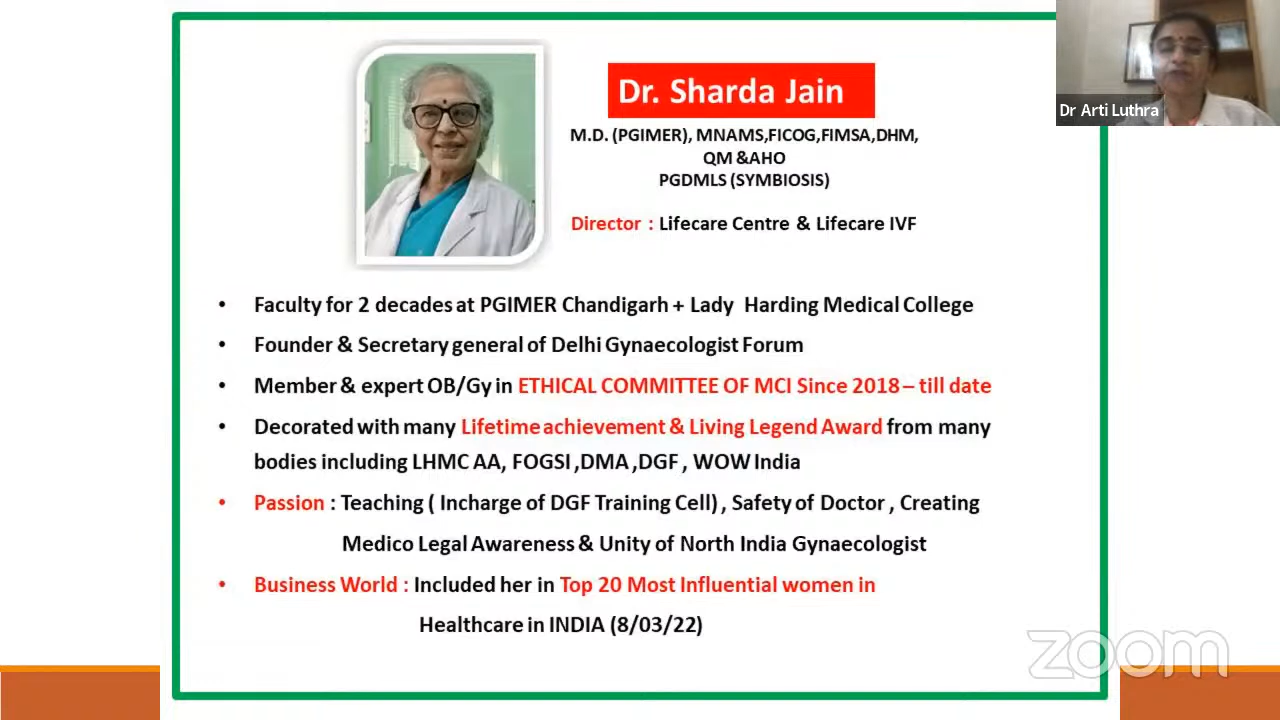 Dr. Sharda Jain
M.D. (PGIMER), MNAMS,FICOG,FIMSA,DHM,
QM &AHO
PGDMLS (SYMBIOSIS)
Director : Lifecare Centre & Lifecare IVF
Dr Arti Luthra
• Faculty for 2 decades at PGIMER Chandigarh + Lady Harding Medical College
• Founder & Secretary general of Delhi Gynaecologist Forum
• Member & expert OB/Gy in ETHICAL COMMITTEE OF MCI Since 2018 – till date
• Decorated with many Lifetime achievement & Living Legend Award from many
bodies including LHMC AA, FOGSI ,DMA ,DGF , WOW India
• Passion : Teaching ( Incharge of DGF Training Cell) , Safety of Doctor , Creating
Medico Legal Awareness & Unity of North India Gynaecologist
• Business World : Included her in Top 20 Most Influential women in
Healthcare in INDIA (8/03/22)
zoom